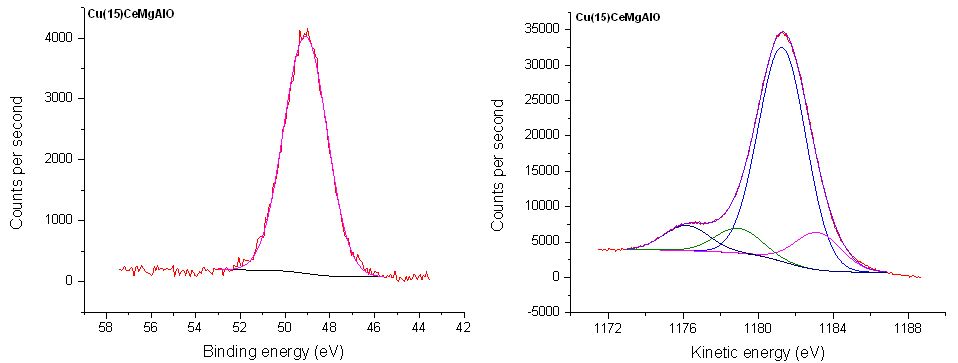 Cu(15)CeMgAlO
4000
3000
2000
1000
0
58 56 54 52 50 48 46 44 42
Counts per second
Binding energy (eV)
Cu(15)CeMgAlO
35000
30000
25000
20000
15000
10000
5000
0
-5000
1172 1176 1180 1184 1188
Counts per second
Kinetic energy (eV)